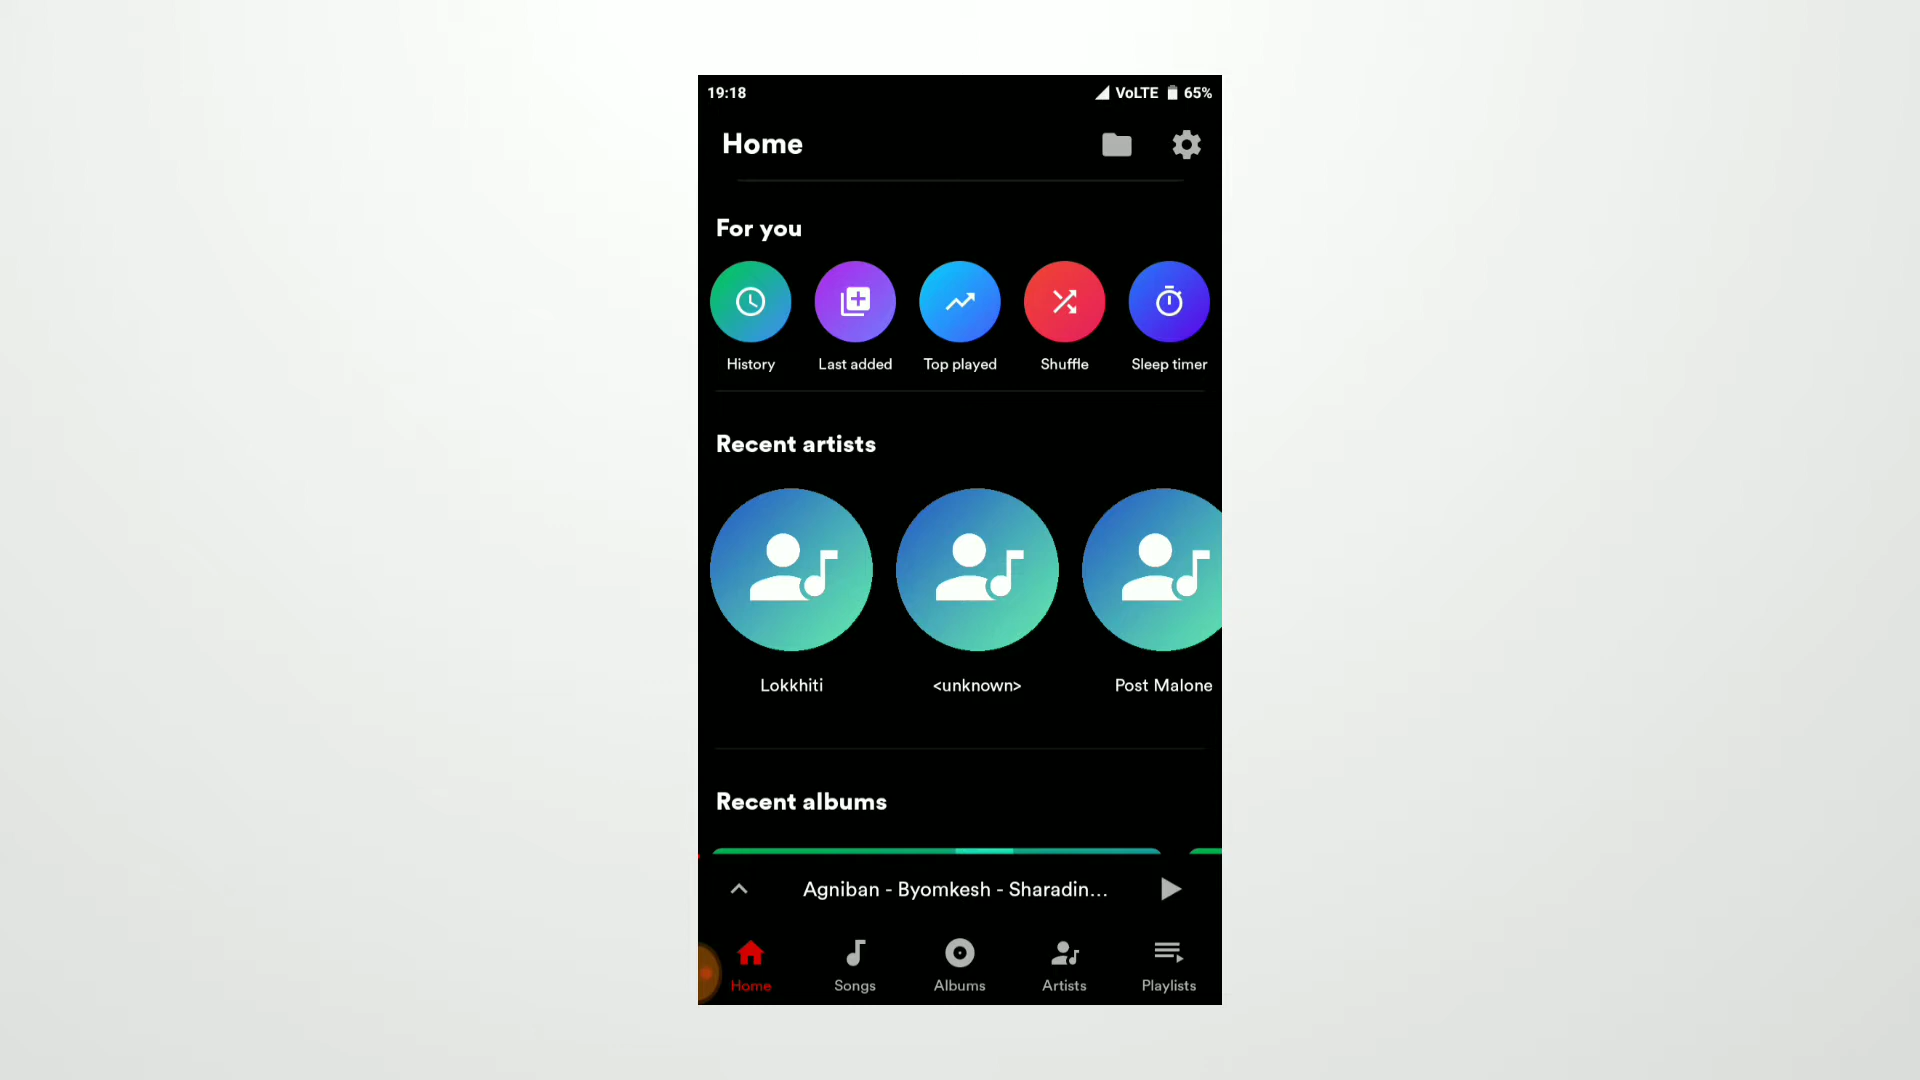 19:18 VoLTE 65%
Home
For you
History Last added Top played Shuffle Sleep timer
Recent artists
Lokkhiti <unknown> Post Malone
Recent albums
Agniban - Byomkesh - Sharadin...
Home Songs Albums Artists Playlists